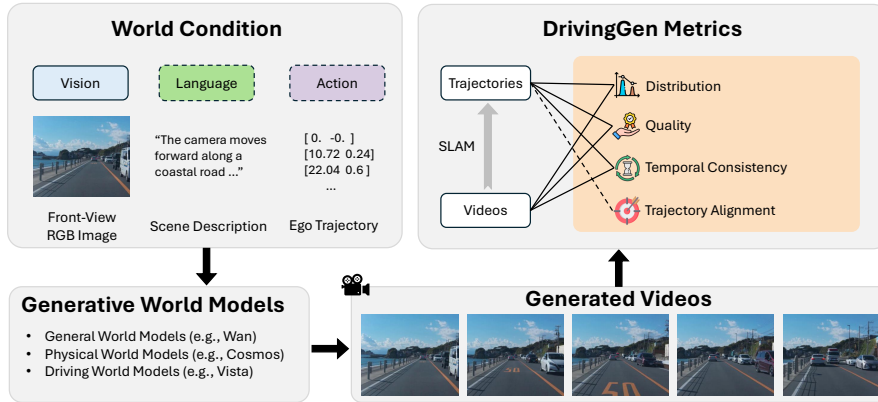 World Condition
Vision
Language
Action
“The camera moves
forward along a
coastal road ...”
[ 0. -0. ]
[10.72 0.24]
[22.04 0.6 ]
...
Front-View
RGB Image
Scene Description
Ego Trajectory
DrivingGen Metrics
Trajectories
SLAM
Videos
Distribution
Quality
Temporal Consistency
Trajectory Alignment
Generative World Models
• General World Models (e.g., Wan)
• Physical World Models (e.g., Cosmos)
• Driving World Models (e.g., Vista)
Generated Videos
50
50